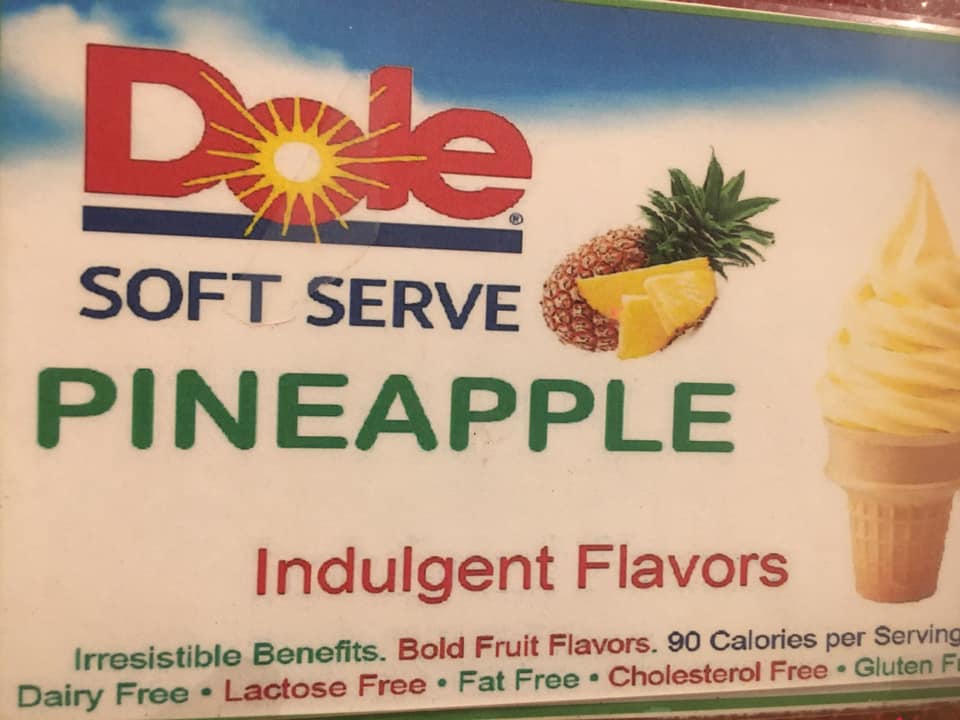 Dole®
SOFT SERVE
PINEAPPLE
Indulgent Flavors
Irresistible Benefits. Bold Fruit Flavors. 90 Calories per Serving
Dairy Free • Lactose Free • Fat Free • Cholesterol Free • Gluten